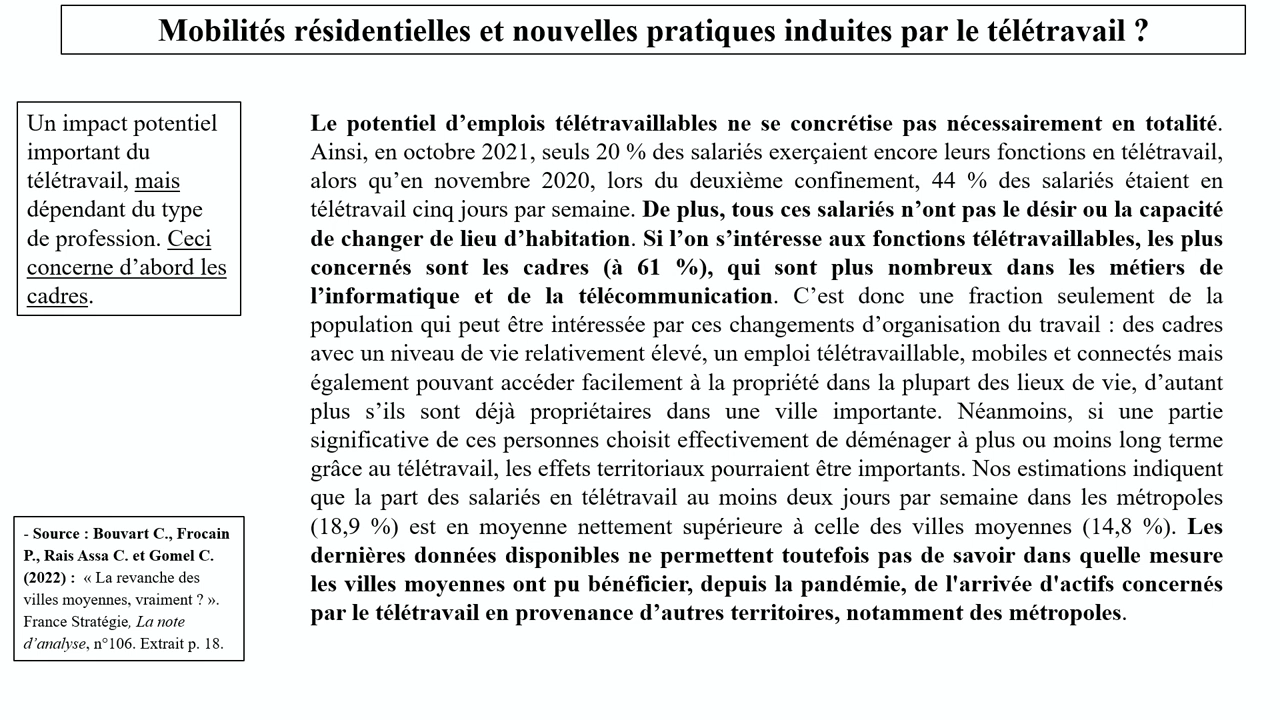 Mobilités résidentielles et nouvelles pratiques induites par le télétravail ?
Un impact potentiel
important du
télétravail, mais
dépendant du type
de profession. Ceci
concerne d’abord les
cadres.
Le potentiel d’emplois télétravaillables ne se concrétise pas nécessairement en totalité.
Ainsi, en octobre 2021, seuls 20 % des salariés exerçaient encore leurs fonctions en télétravail,
alors qu’en novembre 2020, lors du deuxième confinement, 44 % des salariés étaient en
télétravail cinq jours par semaine. De plus, tous ces salariés n’ont pas le désir ou la capacité
de changer de lieu d’habitation. Si l’on s’intéresse aux fonctions télétravaillables, les plus
concernés sont les cadres (à 61 %), qui sont plus nombreux dans les métiers de
l’informatique et de la télécommunication. C’est donc une fraction seulement de la
population qui peut être intéressée par ces changements d’organisation du travail : des cadres
avec un niveau de vie relativement élevé, un emploi télétravaillable, mobiles et connectés mais
également pouvant accéder facilement à la propriété dans la plupart des lieux de vie, d’autant
plus s’ils sont déjà propriétaires dans une ville importante. Néanmoins, si une partie
significative de ces personnes choisit effectivement de déménager à plus ou moins long terme
grâce au télétravail, les effets territoriaux pourraient être importants. Nos estimations indiquent
que la part des salariés en télétravail au moins deux jours par semaine dans les métropoles
(18,9 %) est en moyenne nettement supérieure à celle des villes moyennes (14,8 %). Les
dernières données disponibles ne permettent toutefois pas de savoir dans quelle mesure
les villes moyennes ont pu bénéficier, depuis la pandémie, de l'arrivée d'actifs concernés
par le télétravail en provenance d’autres territoires, notamment des métropoles.
- Source : Bouvart C., Frocain
P., Rais Assa C. et Gomel C.
(2022) : « La revanche des
villes moyennes, vraiment ? ».
France Stratégie, La note
d’analyse, n°106. Extrait p. 18.